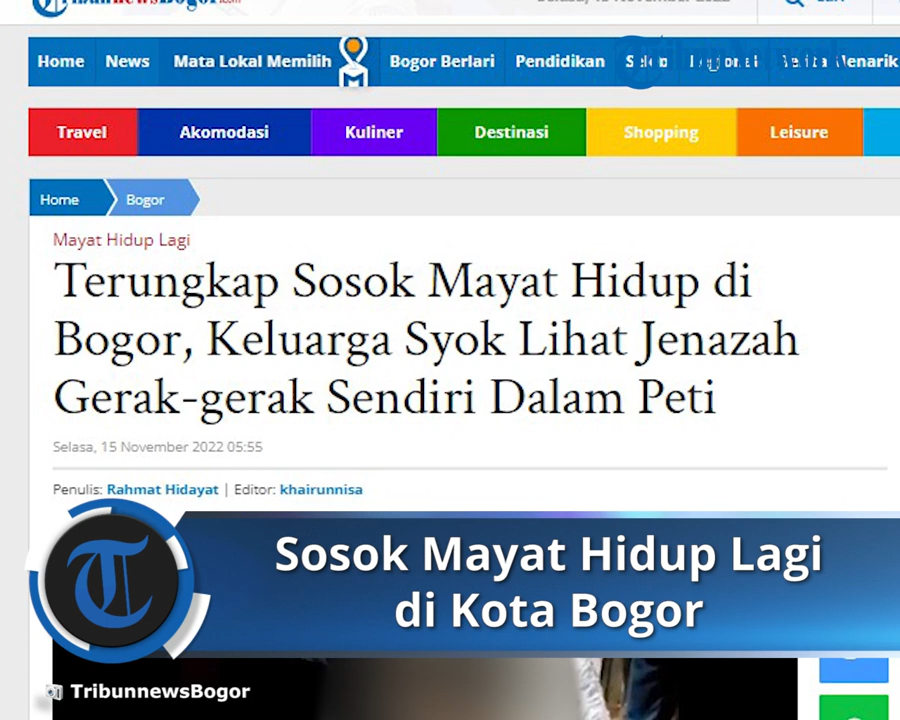 Home News Mata Lokal Memilih Bogor Berlari Pendidikan
Travel Akomodasi Kuliner Destinasi Shopping Leisure
Home Bogor
Mayat Hidup Lagi
Terungkap Sosok Mayat Hidup di
Bogor, Keluarga Syok Lihat Jenazah
Gerak-gerak Sendiri Dalam Peti
Selasa, 15 November 2022 05:55
Penulis: Rahmat Hidayat | Editor: khairunnisa
Sosok Mayat Hidup Lagi
di Kota Bogor
TribunnewsBogor